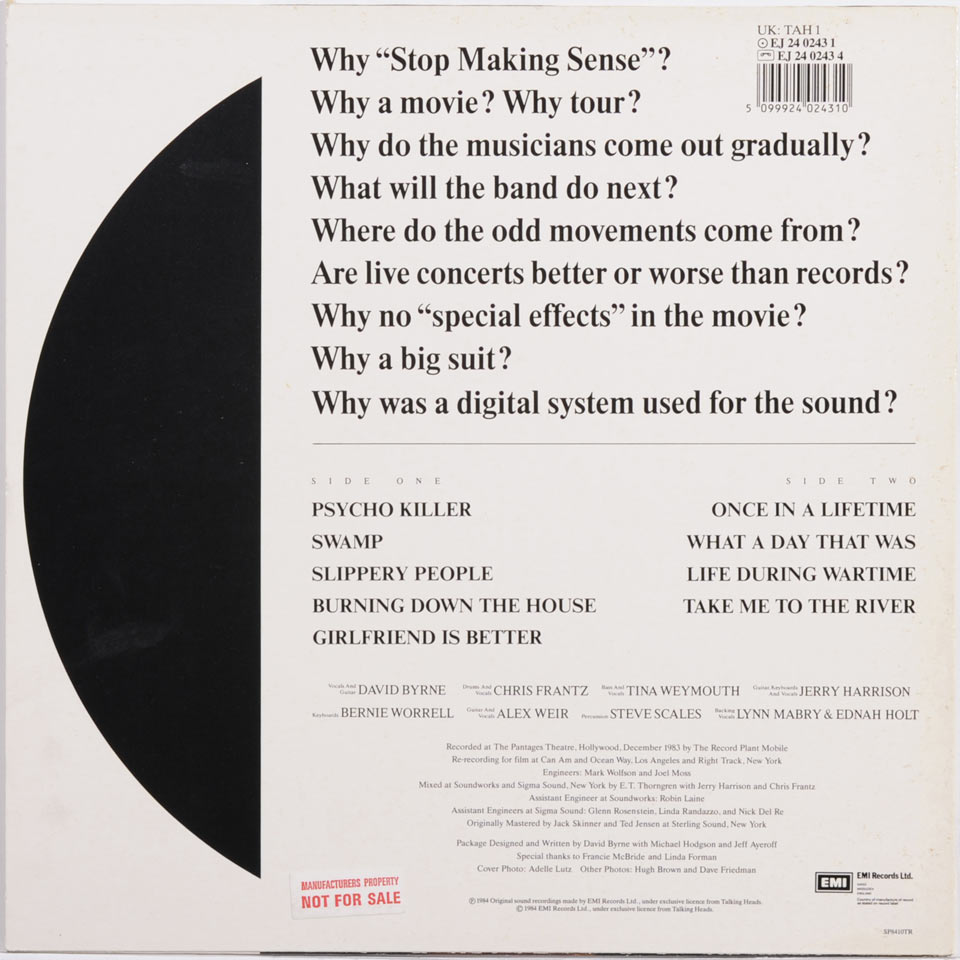 UK: TAH 1
EJ 24 0243 1
EJ 24 0243 4
5 099924 024310
Why “Stop Making Sense”?
Why a movie? Why tour?
Why do the musicians come out gradually?
What will the band do next?
Where do the odd movements come from?
Are live concerts better or worse than records?
Why no “special effects” in the movie?
Why a big suit?
Why was a digital system used for the sound?
SIDE ONE
PSYCHO KILLER
SWAMP
SLIPPERY PEOPLE
BURNING DOWN THE HOUSE
GIRLFRIEND IS BETTER
SIDE TWO
ONCE IN A LIFETIME
WHAT A DAY THAT WAS
LIFE DURING WARTIME
TAKE ME TO THE RIVER
Vocals And Guitar DAVID BYRNE Drums And Vocals CHRIS FRANTZ Bass And Vocals TINA WEYMOUTH Guitar Keyboards And Vocals JERRY HARRISON
Keyboards BERNIE WORRELL Guitar And Vocals ALEX WEIR Percussion STEVE SCALES Backing Vocals LYNN MABRY & EDNAH HOLT
Recorded at The Pantages Theatre, Hollywood, December 1983 by The Record Plant Mobile
Re-recording for film at Can Am and Ocean Way, Los Angeles and Right Track, New York
Engineers: Mark Wolfson and Joel Moss
Mixed at Soundworks and Sigma Sound, New York by E.T. Thorngren with Jerry Harrison and Chris Frantz
Assistant Engineer at Soundworks: Robin Laine
Assistant Engineers at Sigma Sound: Glenn Rosenstein, Linda Randazzo, and Nick Del Re
Originally Mastered by Jack Skinner and Ted Jensen at Sterling Sound, New York
Package Designed and Written by David Byrne with Michael Hodgson and Jeff Ayeroff
Special thanks to Francie McBride and Linda Forman
Cover Photo: Adelle Lutz Other Photos: Hugh Brown and Dave Friedman
MANUFACTURERS PROPERTY
NOT FOR SALE
℗ 1984 Original sound recordings made by EMI Records Ltd., under exclusive licence from Talking Heads.
© 1984 EMI Records Ltd., under exclusive licence from Talking Heads.
EMI
EMI Records Ltd.
Country of manufacture of record
as stated on record label
SP8410TR